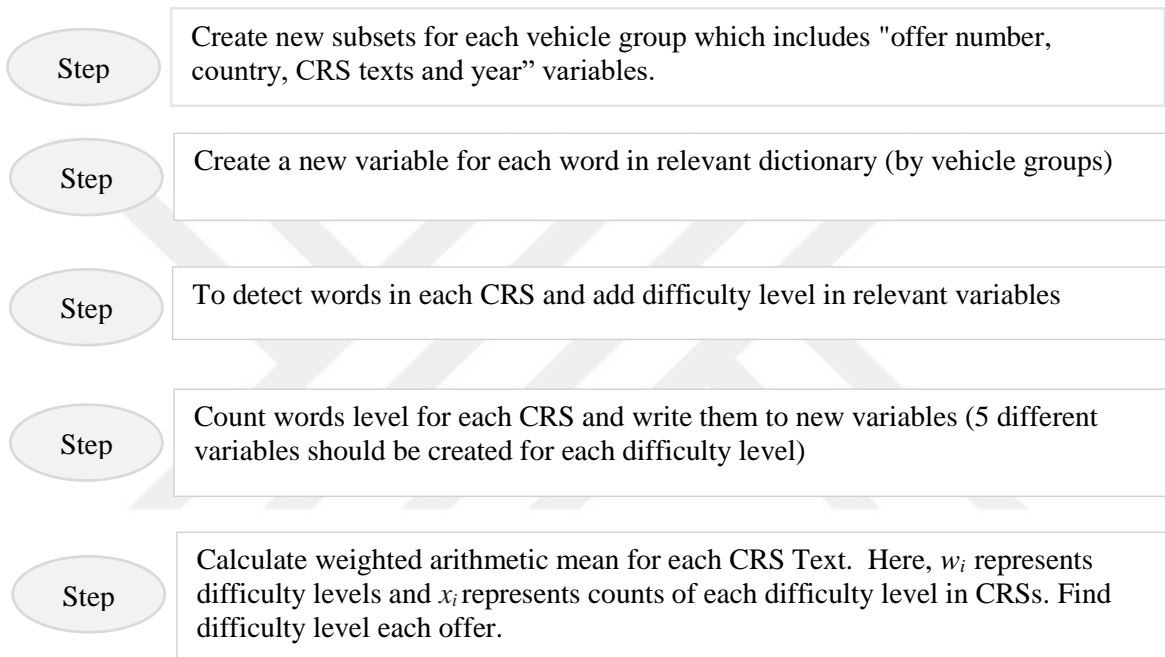 Step
Create new subsets for each vehicle group which includes "offer number,
country, CRS texts and year” variables.
Step
Create a new variable for each word in relevant dictionary (by vehicle groups)
Step
To detect words in each CRS and add difficulty level in relevant variables
Step
Count words level for each CRS and write them to new variables (5 different
variables should be created for each difficulty level)
Step
Calculate weighted arithmetic mean for each CRS Text. Here, wi represents
difficulty levels and xi represents counts of each difficulty level in CRSs. Find
difficulty level each offer.